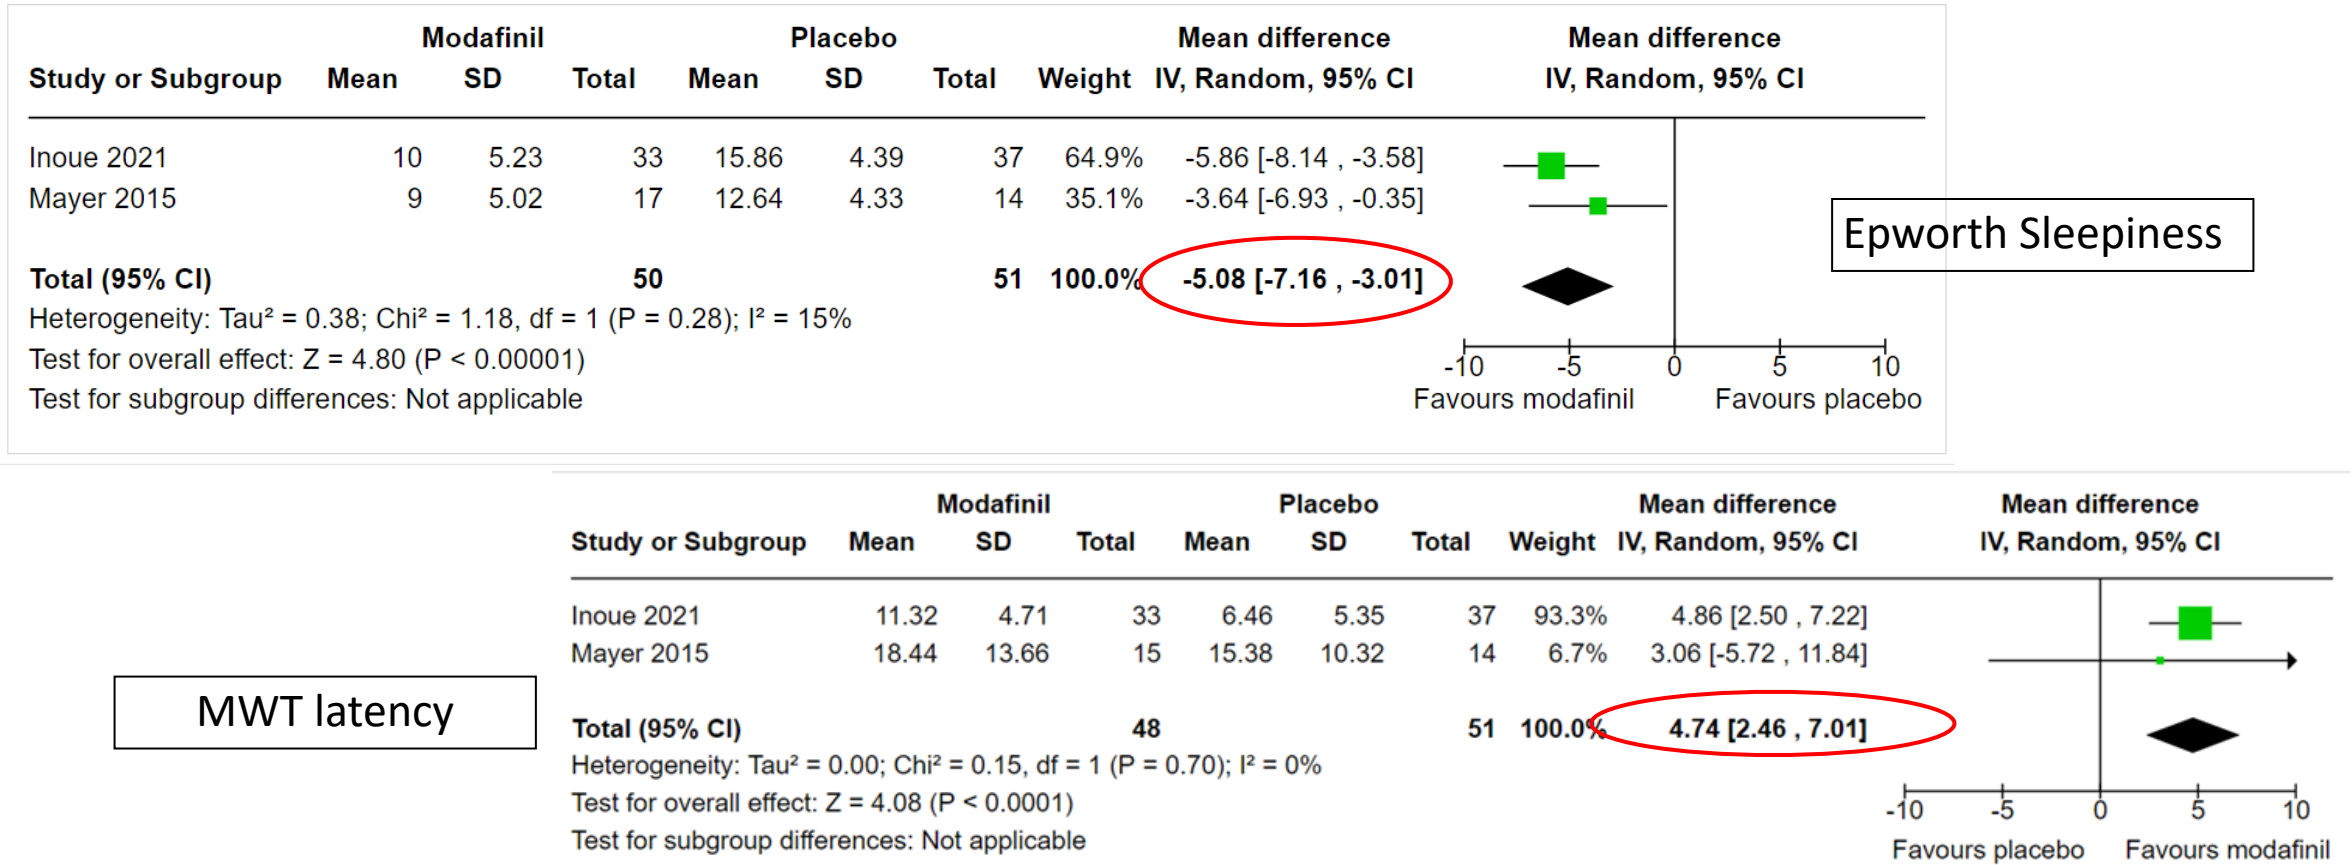 Modafinil Placebo Mean difference Mean difference
Study or Subgroup Mean SD Total Mean SD Total Weight IV, Random, 95% CI IV, Random, 95% CI
Inoue 2021 10 5.23 33 15.86 4.39 37 64.9% -5.86 [-8.14 , -3.58]
Mayer 2015 9 5.02 17 12.64 4.33 14 35.1% -3.64 [-6.93 , -0.35]
Epworth Sleepiness
Total (95% CI) 50 51 100.0% -5.08 [-7.16 , -3.01]
Heterogeneity: Tau² = 0.38; Chi² = 1.18, df = 1 (P = 0.28); I² = 15%
Test for overall effect: Z = 4.80 (P < 0.00001)
-10 -5 0 5 10
Test for subgroup differences: Not applicable
Favours modafinil Favours placebo
Modafinil Placebo Mean difference Mean difference
Study or Subgroup Mean SD Total Mean SD Total Weight IV, Random, 95% CI IV, Random, 95% CI
Inoue 2021 11.32 4.71 33 6.46 5.35 37 93.3% 4.86 [2.50 , 7.22]
Mayer 2015 18.44 13.66 15 15.38 10.32 14 6.7% 3.06 [-5.72 , 11.84]
MWT latency
Total (95% CI) 48 51 100.0% 4.74 [2.46 , 7.01]
Heterogeneity: Tau² = 0.00; Chi² = 0.15, df = 1 (P = 0.70); I² = 0%
Test for overall effect: Z = 4.08 (P < 0.0001)
-10 -5 0 5 10
Test for subgroup differences: Not applicable
Favours placebo Favours modafinil